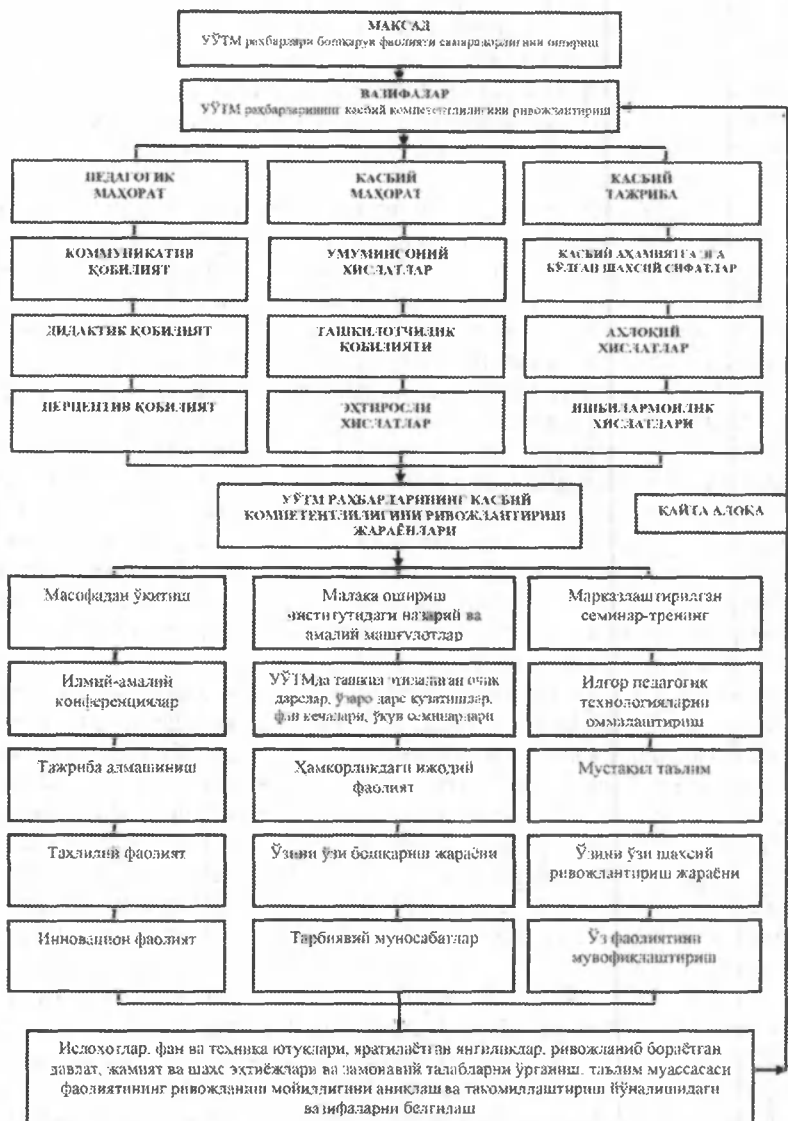 МАКСАД
УЎТМ рахбарлари бошқарув фаолияти самарадорлигини ошириш
ВАЗИФАЛАР
УЎТМ раҳбарларининг касбий компетентлилигини ривожлантириш
ПЕДАГОГИК
МАҲОРАТ
КАСБИЙ
МАҲОРАТ
КАСБИЙ
ТАЖРИБА
КОММУНИКАТИВ
ҚОБИЛИЯТ
УМУМИНСОНИЙ
ХИСЛАТЛАР
КАСБИЙ АҲАМИЯТГА ЭГА
БЎЛГАН ШАХСИЙ СИФАТЛАР
ДИДАКТИК ҚОБИЛИЯТ
ТАШКИЛОТЧИЛИК
ҚОБИЛИЯТИ
АХЛОҚИЙ
ХИСЛАТЛАР
ПЕРЦЕНТИВ ҚОБИЛИЯТ
ЭҲТИРОСЛИ
ХИСЛАТЛАР
ИШБИЛАРМОНЛИК
ХИСЛАТЛАРИ
УЎТМ РАҲБАРЛАРИНИНГ КАСБИЙ
КОМПЕТЕНТЛИЛИГИНИ РИВОЖЛАНТИРИШ
ЖАРАЁНЛАРИ
ҚАЙТА АЛОҚА
Масофадан ўқитиш
Малака ошириш
институтидаги назарий ва
амалий машғулотлар
Марказлаштирилган
семинар-тренинг
Илмий-амалий
конференциялар
УЎТМда ташкил этиладиган очиқ
дарслар, ўзаро дарс кузатишлар,
фан кечалари, ўқув семинарлари
Илғор педагогик
технологияларни
оммалаштириш
Тажриба алмашиниш
Ҳамкорликдаги ижодий
фаолият
Мустақил таълим
Таҳлилий фаолият
Ўзини ўзи бошқариш жараёни
Ўзини ўзи шахсий
ривожлантириш жараёни
Инновацион фаолият
Тарбиявий муносабатлар
Ўз фаолиятини
мувофиқлаштириш
Ислоҳотлар, фан ва техника ютуқлари, яратилаётган янгиликлар, ривожланиб бораётган
давлат, жамият ва шахс эҳтиёжлари ва замонавий талабларни ўрганиш, таълим муассасаси
фаолиятининг ривожланиш мойиллигини аниқлаш ва такомиллаштириш йўналишидаги
вазифаларни белгилаш